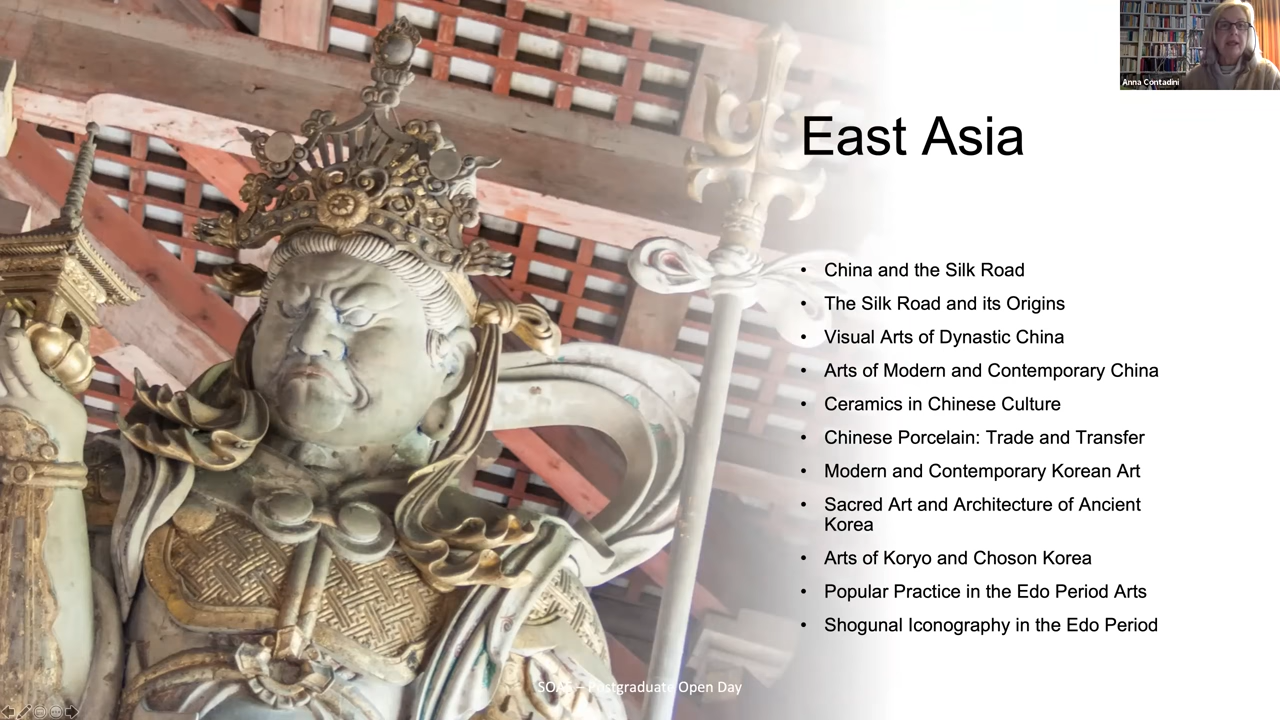 Anna Contadini
East Asia
• China and the Silk Road
• The Silk Road and its Origins
• Visual Arts of Dynastic China
• Arts of Modern and Contemporary China
• Ceramics in Chinese Culture
• Chinese Porcelain: Trade and Transfer
• Modern and Contemporary Korean Art
• Sacred Art and Architecture of Ancient
Korea
• Arts of Koryo and Choson Korea
• Popular Practice in the Edo Period Arts
• Shogunal Iconography in the Edo Period
SOAS – Postgraduate Open Day